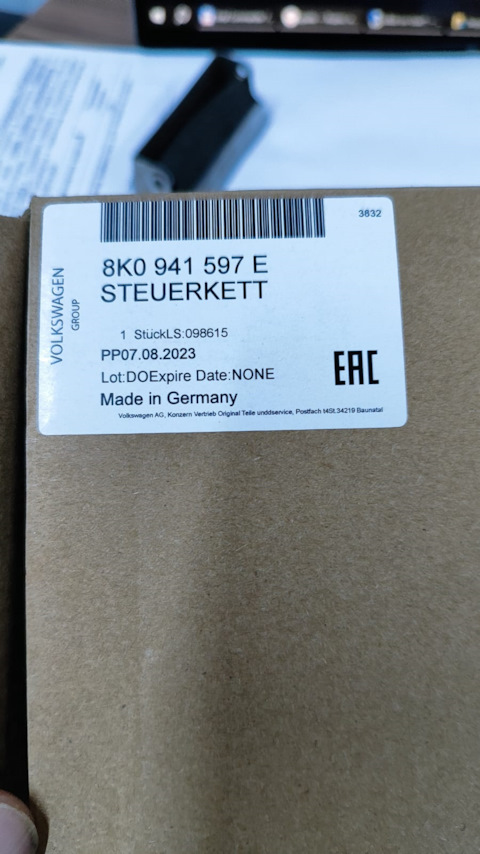 3832
8K0 941 597 E
STEUERKETT
VOLKSWAGEN
GROUP
1 StückLS:098615
PP07.08.2023
Lot:DOExpire Date:NONE
EAC
Made in Germany
Volkswagen AG, Konzern Vertrieb Original Teile unddservice, Postfach t4St.34219 Baunatal